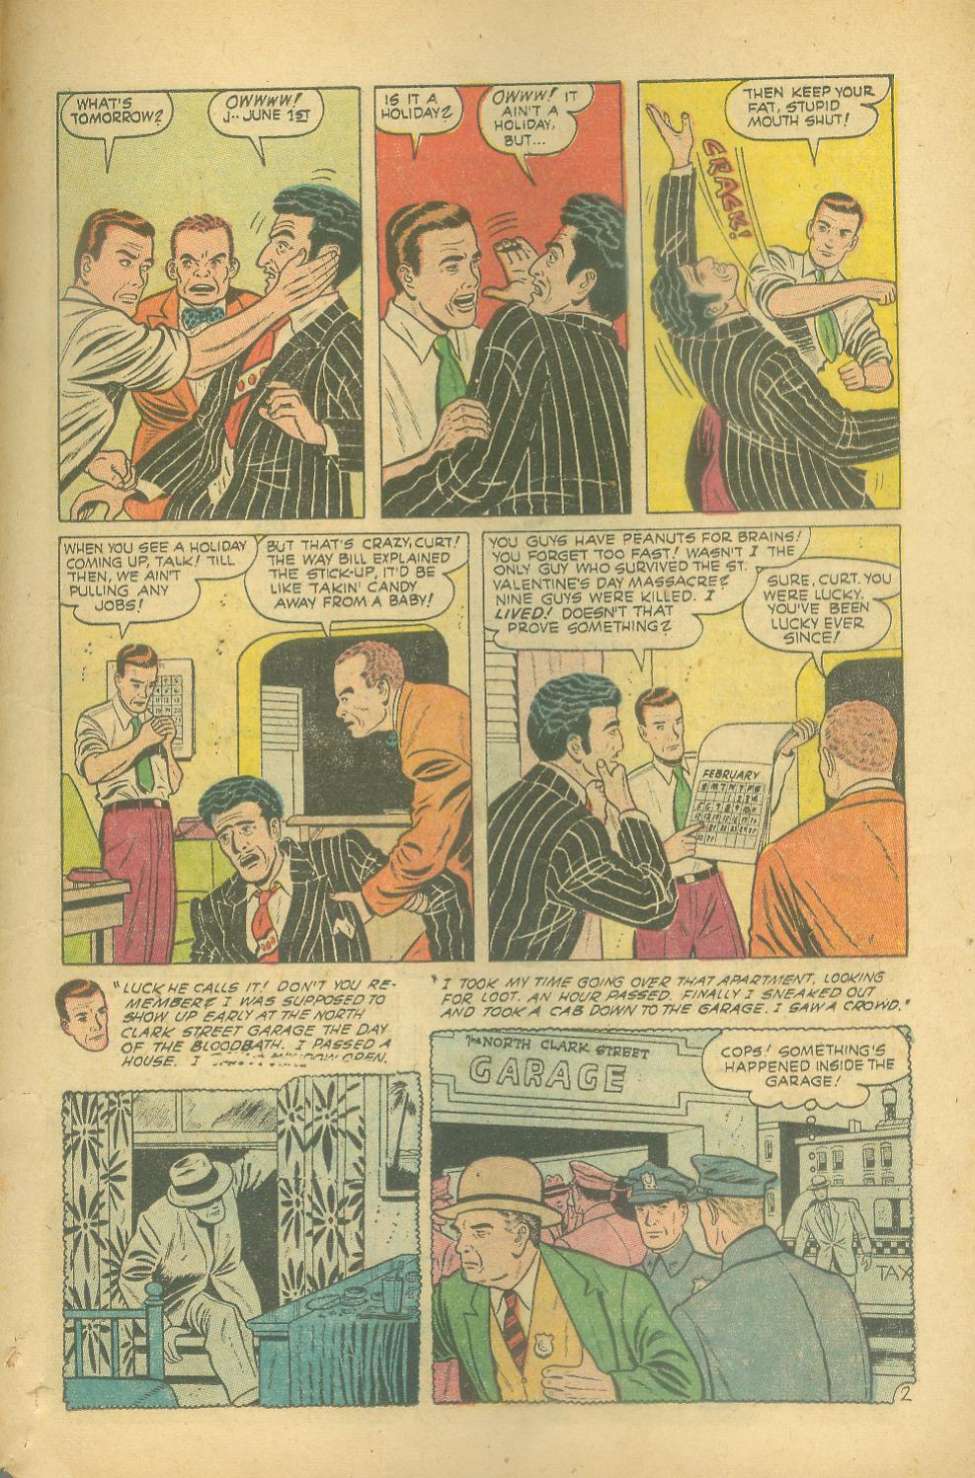 WHAT'S
TOMORROW?
OWWWW!
J-- JUNE 1ST
IS IT A
HOLIDAY?
OWWW! IT
AIN'T A
HOLIDAY,
BUT...
THEN KEEP YOUR
FAT, STUPID
MOUTH SHUT!
CRACK!
WHEN YOU SEE A HOLIDAY
COMING UP, TALK! TILL
THEN, WE AIN'T
PULLING ANY
JOBS!
BUT THAT'S CRAZY, CURT!
THE WAY BILL EXPLAINED
THE STICK-UP, IT'D BE
LIKE TAKIN' CANDY
AWAY FROM A BABY!
YOU GUYS HAVE PEANUTS FOR BRAINS!
YOU FORGET TOO FAST! WASN'T I THE
ONLY GUY WHO SURVIVED THE ST.
VALENTINE'S DAY MASSACRE?
NINE GUYS WERE KILLED. I
LIVED! DOESN'T THAT
PROVE SOMETHING?
SURE, CURT. YOU
WERE LUCKY.
YOU'VE BEEN
LUCKY EVER
SINCE!
FEBRUARY
"LUCK HE CALLS IT! DON'T YOU RE-
MEMBER? I WAS SUPPOSED TO
SHOW UP EARLY AT THE NORTH
CLARK STREET GARAGE THE DAY
OF THE BLOODBATH. I PASSED A
HOUSE. I OPEN.
"I TOOK MY TIME GOING OVER THAT APARTMENT, LOOKING
FOR LOOT. AN HOUR PASSED. FINALLY I SNEAKED OUT
AND TOOK A CAB DOWN TO THE GARAGE. I SAW A CROWD."
THE NORTH CLARK STREET
GARAGE
COPS! SOMETHING'S
HAPPENED INSIDE THE
GARAGE!
TAX
2